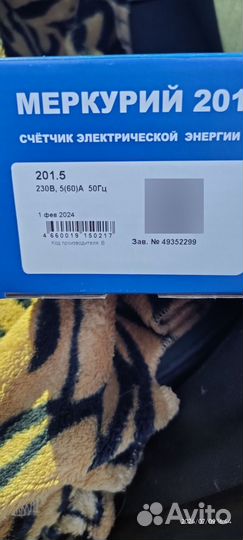 МЕРКУРИЙ 201
СЧЁТЧИК ЭЛЕКТРИЧЕСКОЙ ЭНЕРГИИ
201.5
230В, 5(60)А 50Гц
1 фев 2024
4 660019 150217
Код производителя: В
Зав. № 49352299
Avito